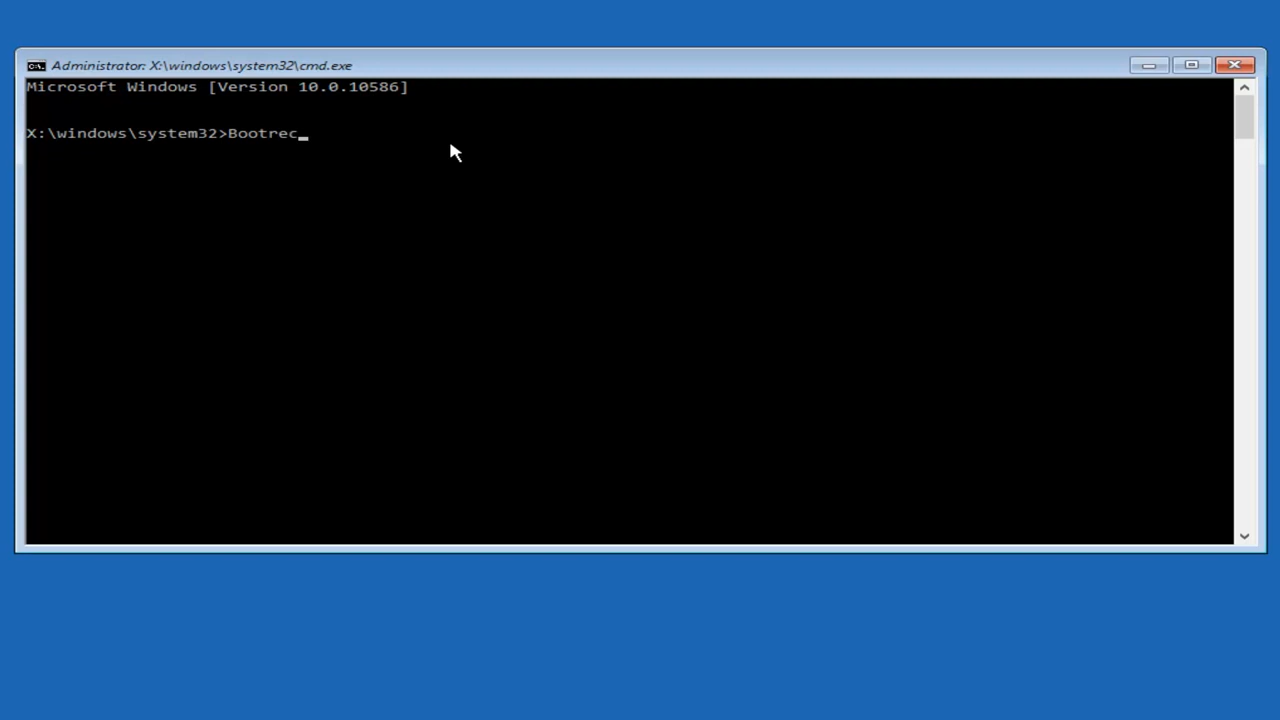 Administrator: X:\windows\system32\cmd.exe
Microsoft Windows [Version 10.0.10586]
X:\windows\system32>Bootrec_